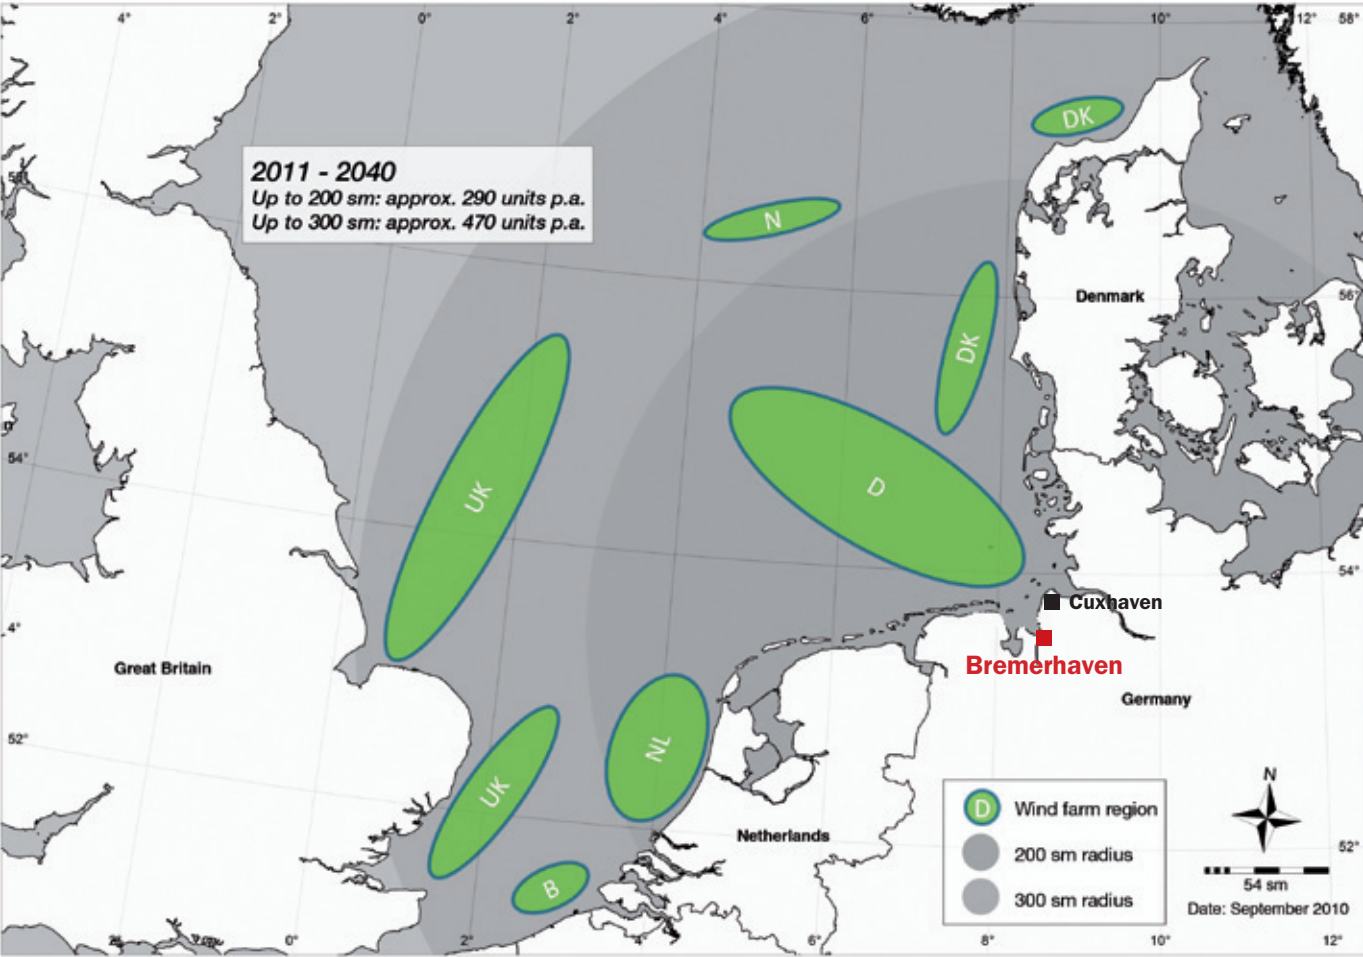 4° 2° 0° 2° 4° 6° 8° 10° 12° 58°
DK
2011 - 2040
Up to 200 sm: approx. 290 units p.a.
Up to 300 sm: approx. 470 units p.a.
N
56°
Denmark
DK
54°
UK
D
54°
Cuxhaven
4°
Bremerhaven
Great Britain
Germany
52°
NL
UK
N
D Wind farm region
Netherlands
52°
200 sm radius
B
54 sm
300 sm radius
Date: September 2010
0° 2° 4° 6° 8° 10° 12°